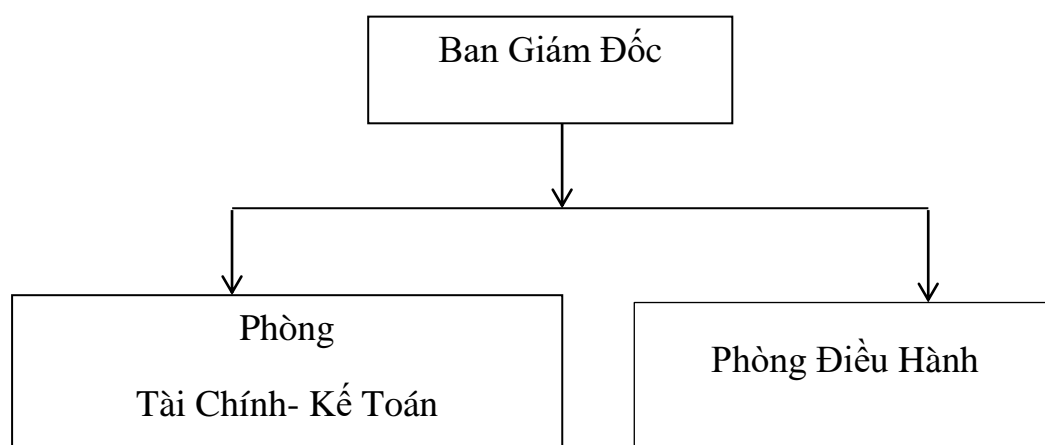 Ban Giám Đốc
Phòng
Tài Chính- Kế Toán
Phòng Điều Hành